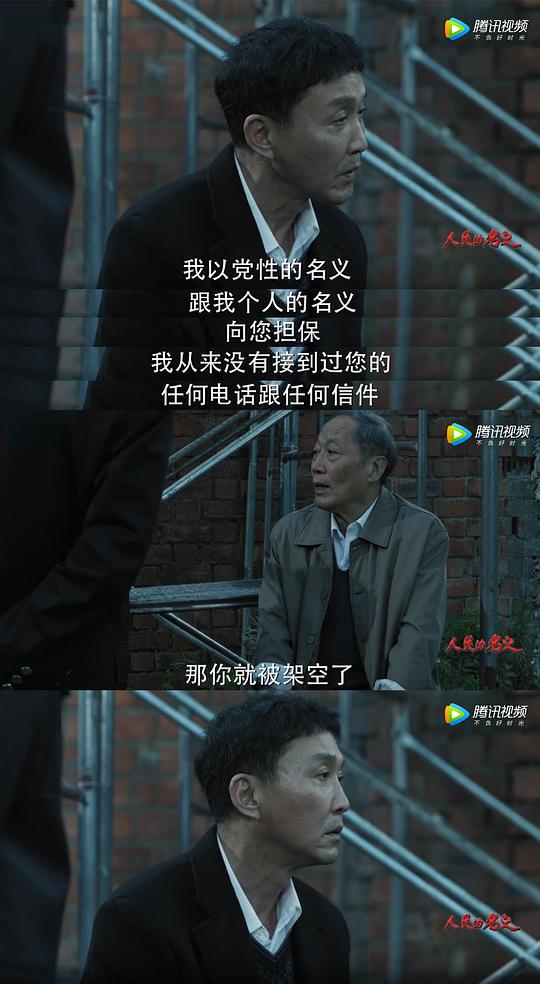 腾讯视频
不负好时光
人民的名义
我以党性的名义
跟我个人的名义
向您担保
我从来没有接到过您的
任何电话跟任何信件
腾讯视频
不负好时光
人民的名义
那你就被架空了
腾讯视频
不负好时光
人民的名义